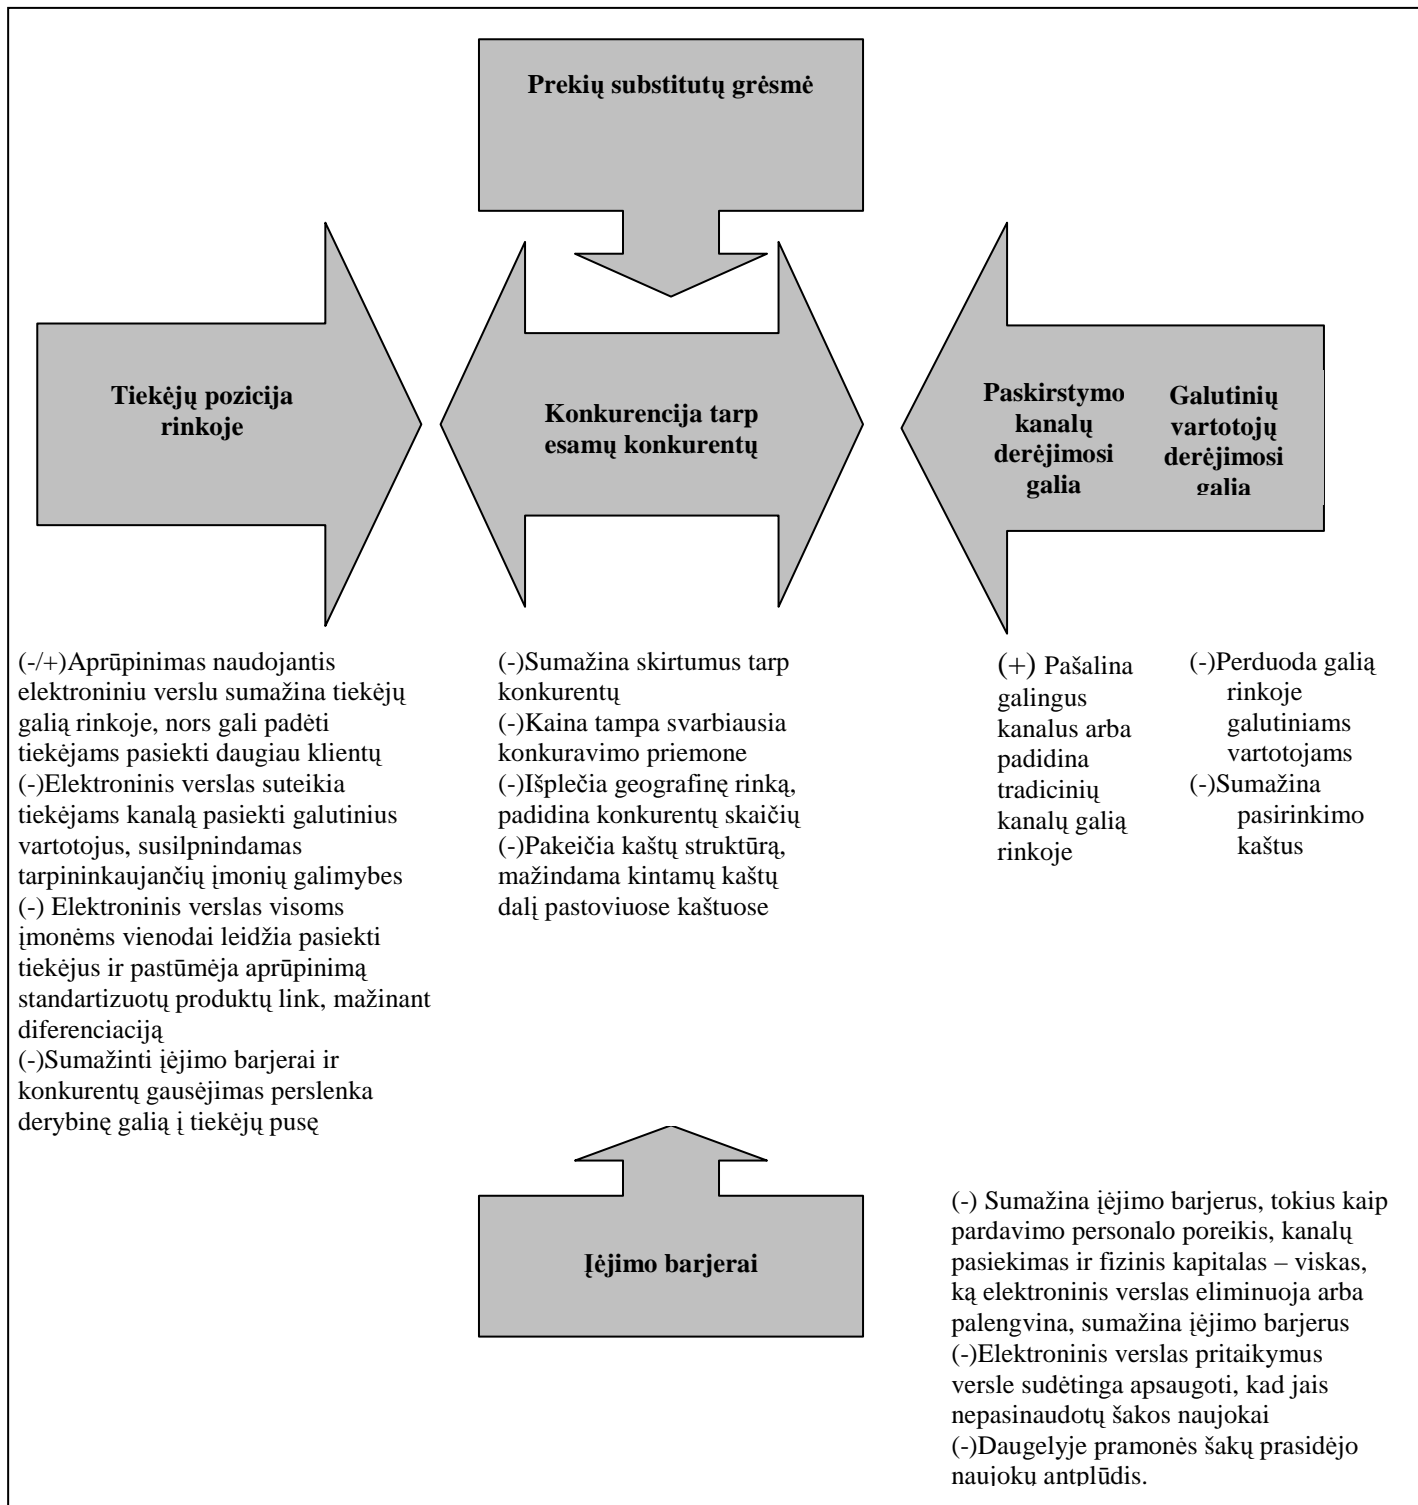 Prekių substitutų grėsmė
Tiekėjų pozicija
rinkoje
Konkurencija tarp
esamų konkurentų
Paskirstymo
kanalų
derėjimosi
galia
Galutinių
vartotojų
derėjimosi
galia
(-/+)Aprūpinimas naudojantis
elektroniniu verslu sumažina tiekėjų
galią rinkoje, nors gali padėti
tiekėjams pasiekti daugiau klientų
(-)Elektroninis verslas suteikia
tiekėjams kanalą pasiekti galutinius
vartotojus, susilpnindamas
tarpininkaujančių įmonių galimybes
(-) Elektroninis verslas visoms
įmonėms vienodai leidžia pasiekti
tiekėjus ir pastūmėja aprūpinimą
standartizuotų produktų link, mažinant
diferenciaciją
(-)Sumažinti įėjimo barjerai ir
konkurentų gausėjimas perslenka
derybinę galią į tiekėjų pusę
(-)Sumažina skirtumus tarp
konkurentų
(-)Kaina tampa svarbiausia
konkuravimo priemone
(-)Išplečia geografinę rinką,
padidina konkurentų skaičių
(-)Pakeičia kaštų struktūrą,
mažindama kintamų kaštų
dalį pastoviuose kaštuose
(+) Pašalina
galingus
kanalus arba
padidina
tradicinių
kanalų galią
rinkoje
(-)Perduoda galią
rinkoje
galutiniams
vartotojams
(-)Sumažina
pasirinkimo
kaštus
Įėjimo barjerai
(-) Sumažina įėjimo barjerus, tokius kaip
pardavimo personalo poreikis, kanalų
pasiekimas ir fizinis kapitalas – viskas,
ką elektroninis verslas eliminuoja arba
palengvina, sumažina įėjimo barjerus
(-)Elektroninis verslas pritaikymus
versle sudėtinga apsaugoti, kad jais
nepasinaudotų šakos naujokai
(-)Daugelyje pramonės šakų prasidėjo
naujokų antplūdis.